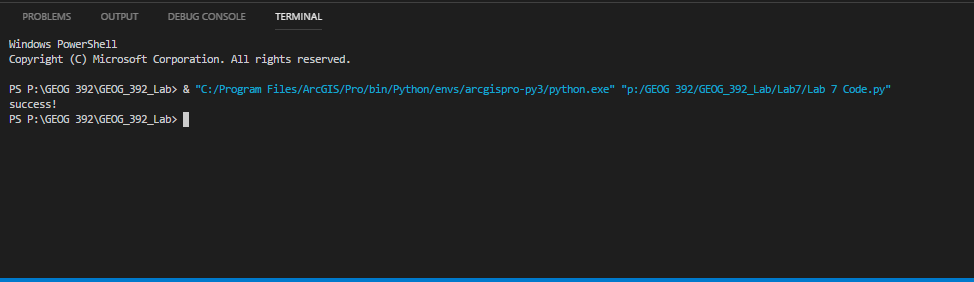 PROBLEMS OUTPUT DEBUG CONSOLE TERMINAL
Windows PowerShell
Copyright (C) Microsoft Corporation. All rights reserved.
PS P:\GEOG 392\GEOG_392_Lab> & "C:/Program Files/ArcGIS/Pro/bin/Python/envs/arcgispro-py3/python.exe" "p:/GEOG 392/GEOG_392_Lab/Lab7/Lab 7 Code.py"
success!
PS P:\GEOG 392\GEOG_392_Lab>